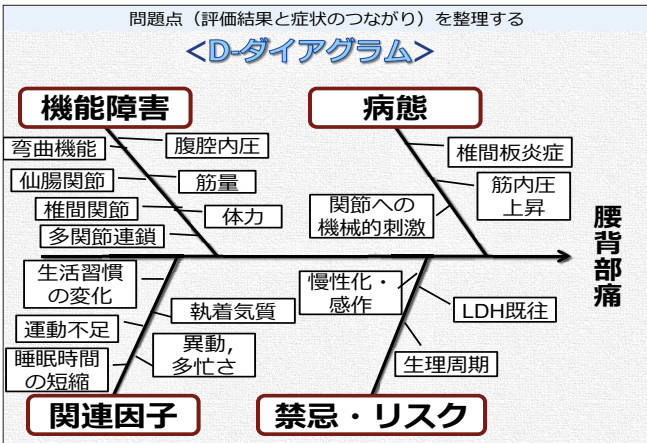 問題点（評価結果と症状のつながり）を整理する
<D-ダイアグラム>
機能障害
病態
弯曲機能
腹腔内圧
仙腸関節
筋量
椎間関節
体力
多関節連鎖
椎間板炎症
筋内圧
上昇
関節への
機械的刺激
腰背部痛
生活習慣
の変化
執着気質
運動不足
異動,
多忙さ
睡眠時間
の短縮
慢性化・
感作
LDH既往
生理周期
関連因子
禁忌・リスク